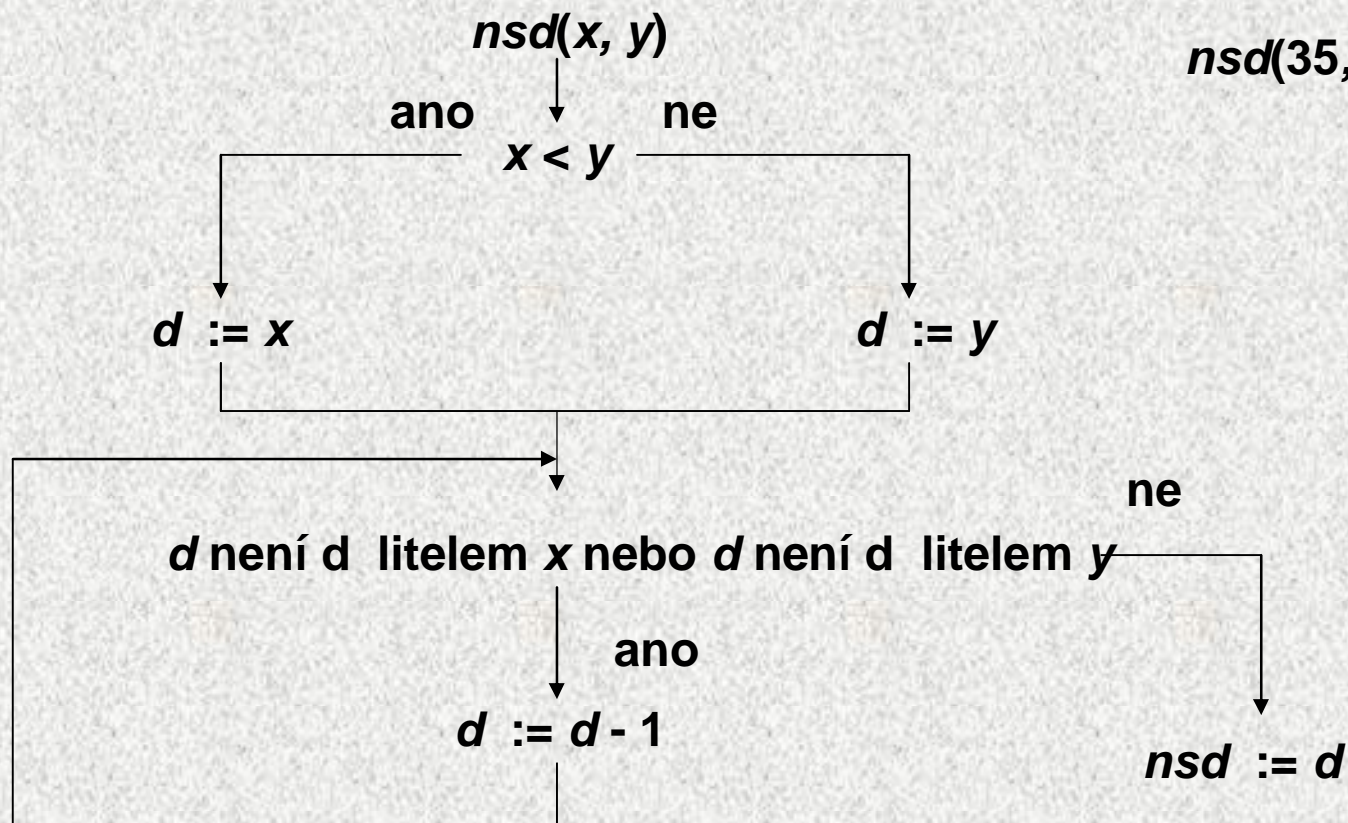 nsd(x, y)
nsd(35,
ano ne
x < y
d := x d := y
ne
d není d litelem x nebo d není d litelem y
ano
d := d - 1
nsd := d